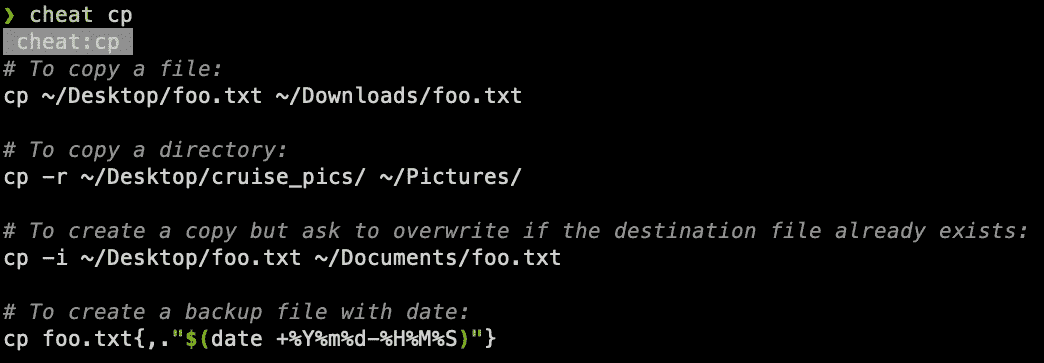 ❯ cheat cp
cheat:cp
# To copy a file:
cp ~/Desktop/foo.txt ~/Downloads/foo.txt
# To copy a directory:
cp -r ~/Desktop/cruise_pics/ ~/Pictures/
# To create a copy but ask to overwrite if the destination file already exists:
cp -i ~/Desktop/foo.txt ~/Documents/foo.txt
# To create a backup file with date:
cp foo.txt{,."$(date +%Y%m%d-%H%M%S)"}